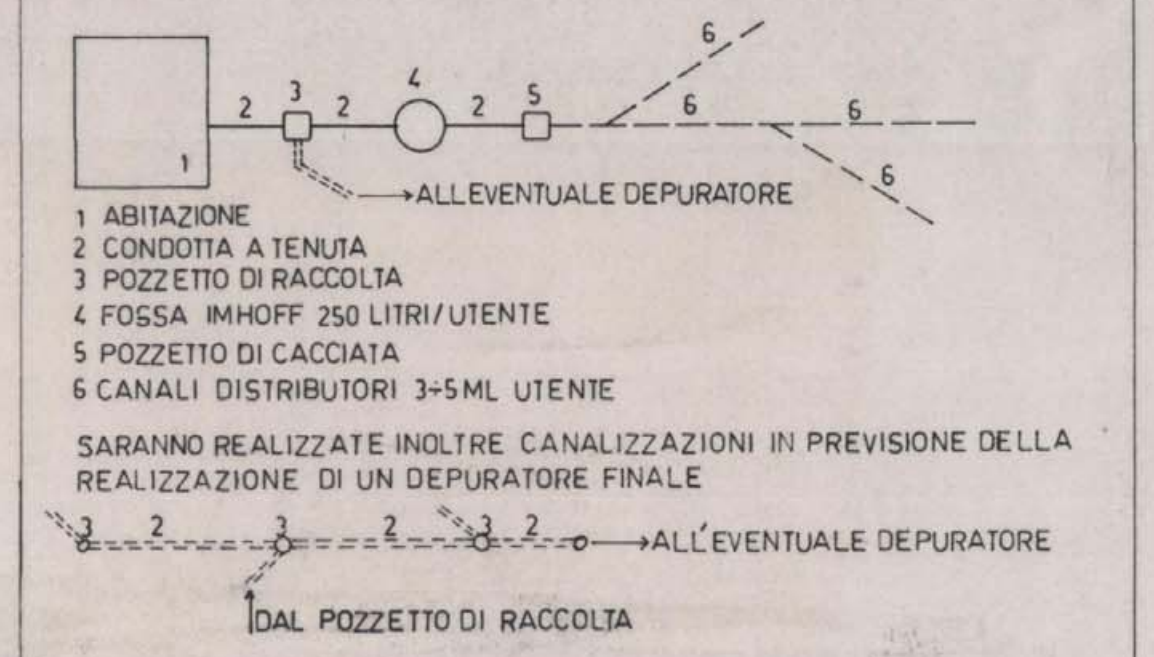 6
4
3
5
2
2
2
6
6
1
6
ALLEVENTUALE DEPURATORE
1 ABITAZIONE
2 CONDOTTA A TENUTA
3 POZZETTO DI RACCOLTA
4 FOSSA IMHOFF 250 LITRI/UTENTE
5 POZZETTO DI CACCIATA
6 CANALI DISTRIBUTORI 3÷5ML UTENTE
SARANNO REALIZZATE INOLTRE CANALIZZAZIONI IN PREVISIONE DELLA
REALIZZAZIONE DI UN DEPURATORE FINALE
3 2 3 2 3 2
ALL'EVENTUALE DEPURATORE
DAL POZZETTO DI RACCOLTA